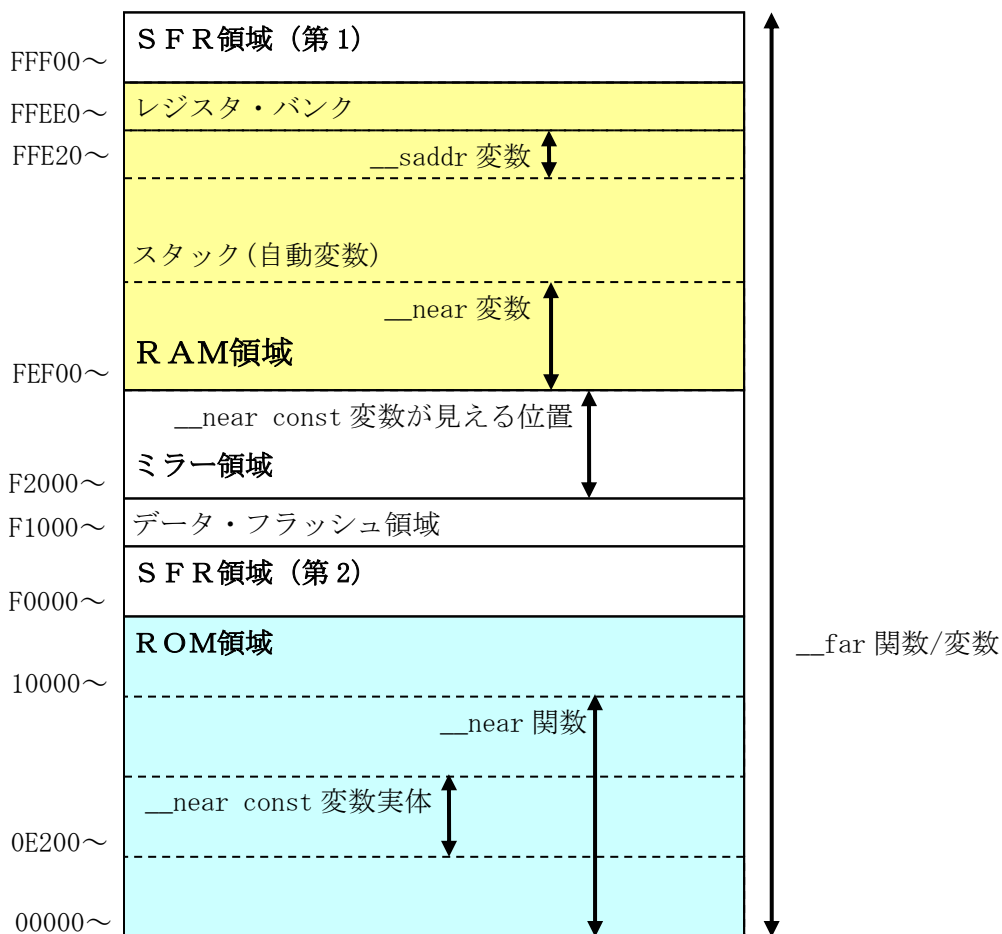 ＳＦＲ領域（第１）
FFF00～
レジスタ・バンク
FFEE0～
FFE20～
__saddr 変数
スタック(自動変数)
__near 変数
ＲＡＭ領域
FEF00～
__near const 変数が見える位置
ミラー領域
F2000～
F1000～
データ・フラッシュ領域
ＳＦＲ領域（第２）
F0000～
ＲＯＭ領域
__far 関数/変数
10000～
__near 関数
__near const 変数実体
0E200～
00000～